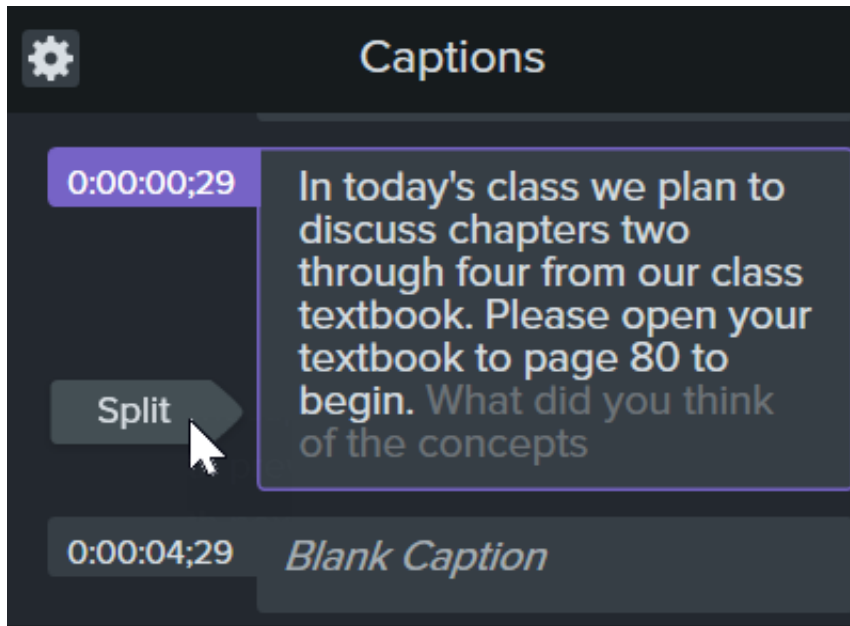 Captions
0:00:00;29
In today's class we plan to
discuss chapters two
through four from our class
textbook. Please open your
textbook to page 80 to
begin. What did you think
of the concepts
Split
0:00:04;29
Blank Caption